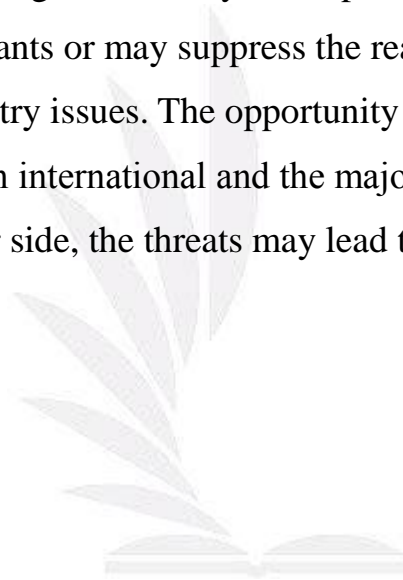 ants or may suppress the rea
try issues. The opportunity
international and the majo
side, the threats may lead t